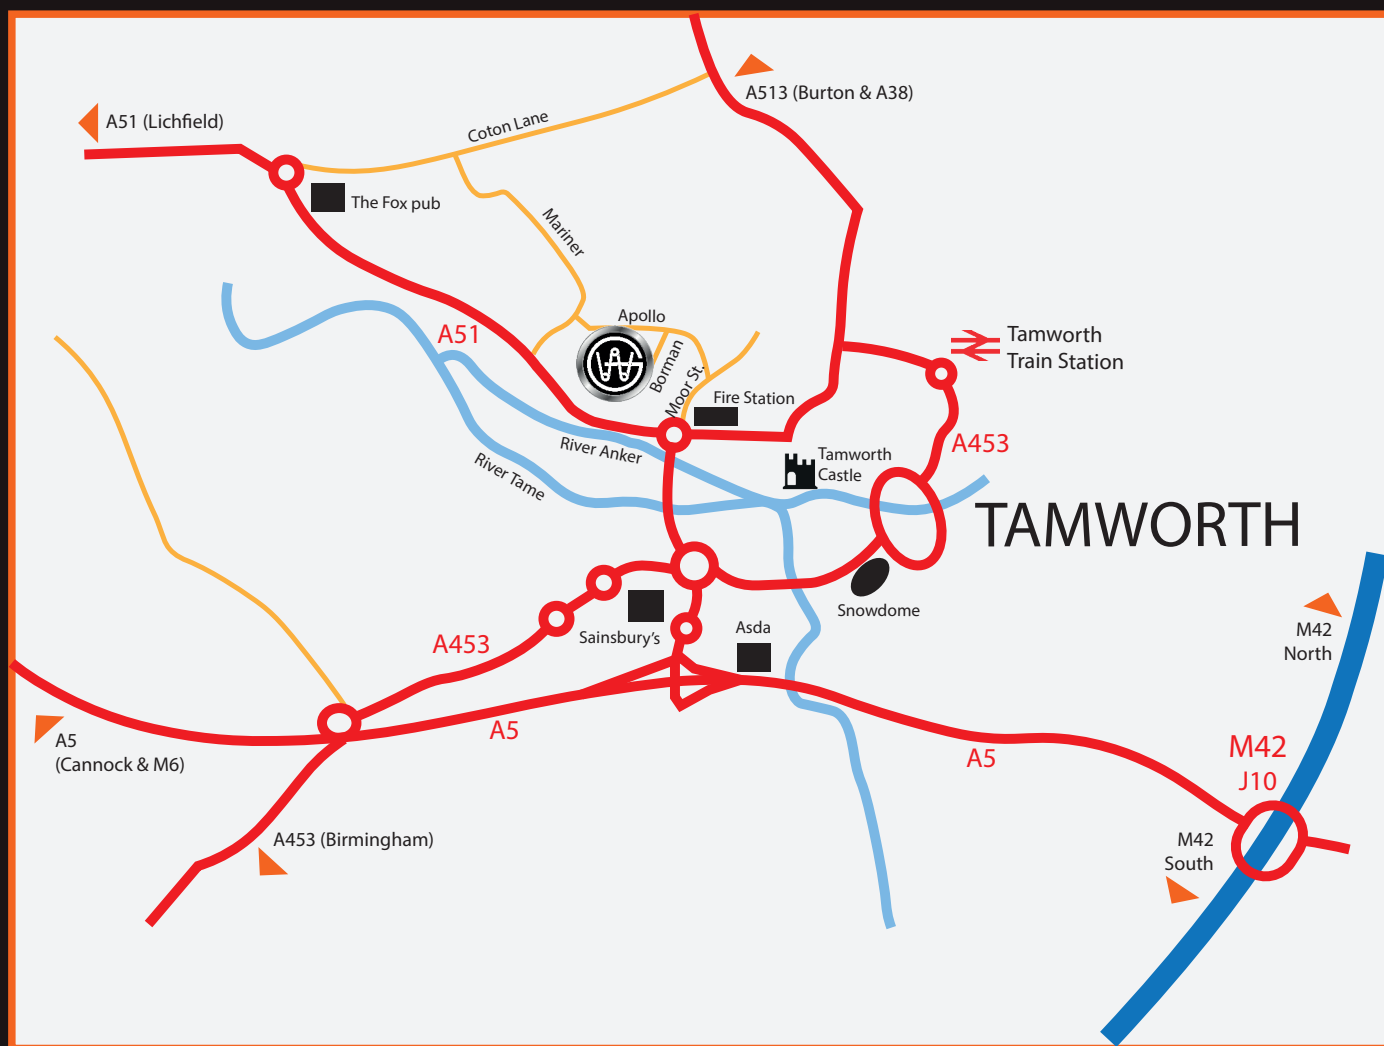 A513 (Burton & A38)
A51 (Lichfield)
Coton Lane
The Fox pub
Mariner
Apollo
A51
Borman
Moor St.
Tamworth
Train Station
Fire Station
A453
River Anker
River Tame
Tamworth
Castle
TAMWORTH
Snowdome
Sainsbury's
Asda
A453
M42
North
A5
(Cannock & M6)
A5
A5
M42
J10
A453 (Birmingham)
M42
South